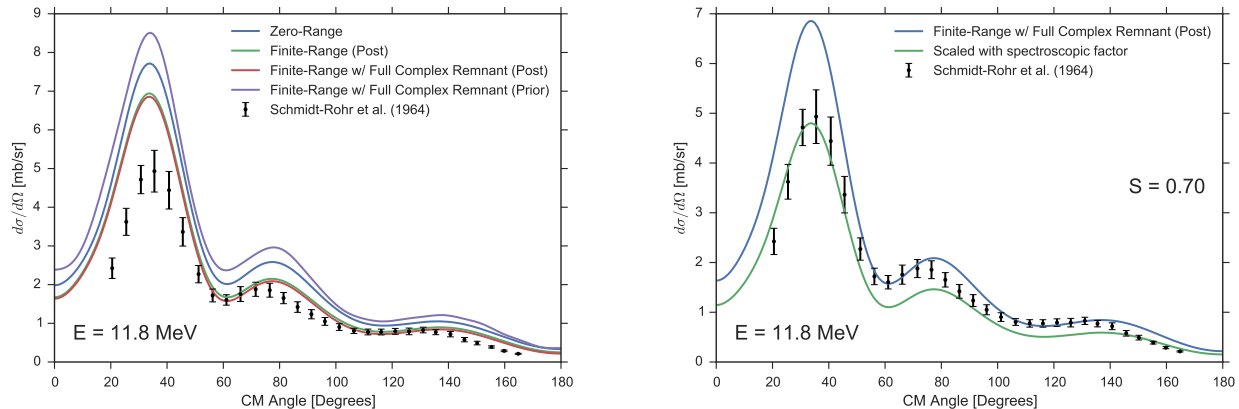 9
8
7
6
5
4
3
2
1
0
dσ/dΩ [mb/sr]
Zero-Range
Finite-Range (Post)
Finite-Range w/ Full Complex Remnant (Post)
Finite-Range w/ Full Complex Remnant (Prior)
Schmidt-Rohr et al. (1964)
E = 11.8 MeV
0 20 40 60 80 100 120 140 160 180
CM Angle [Degrees]
7
6
5
4
3
2
1
0
dσ/dΩ [mb/sr]
Finite-Range w/ Full Complex Remnant (Post)
Scaled with spectroscopic factor
Schmidt-Rohr et al. (1964)
S = 0.70
E = 11.8 MeV
0 20 40 60 80 100 120 140 160 180
CM Angle [Degrees]